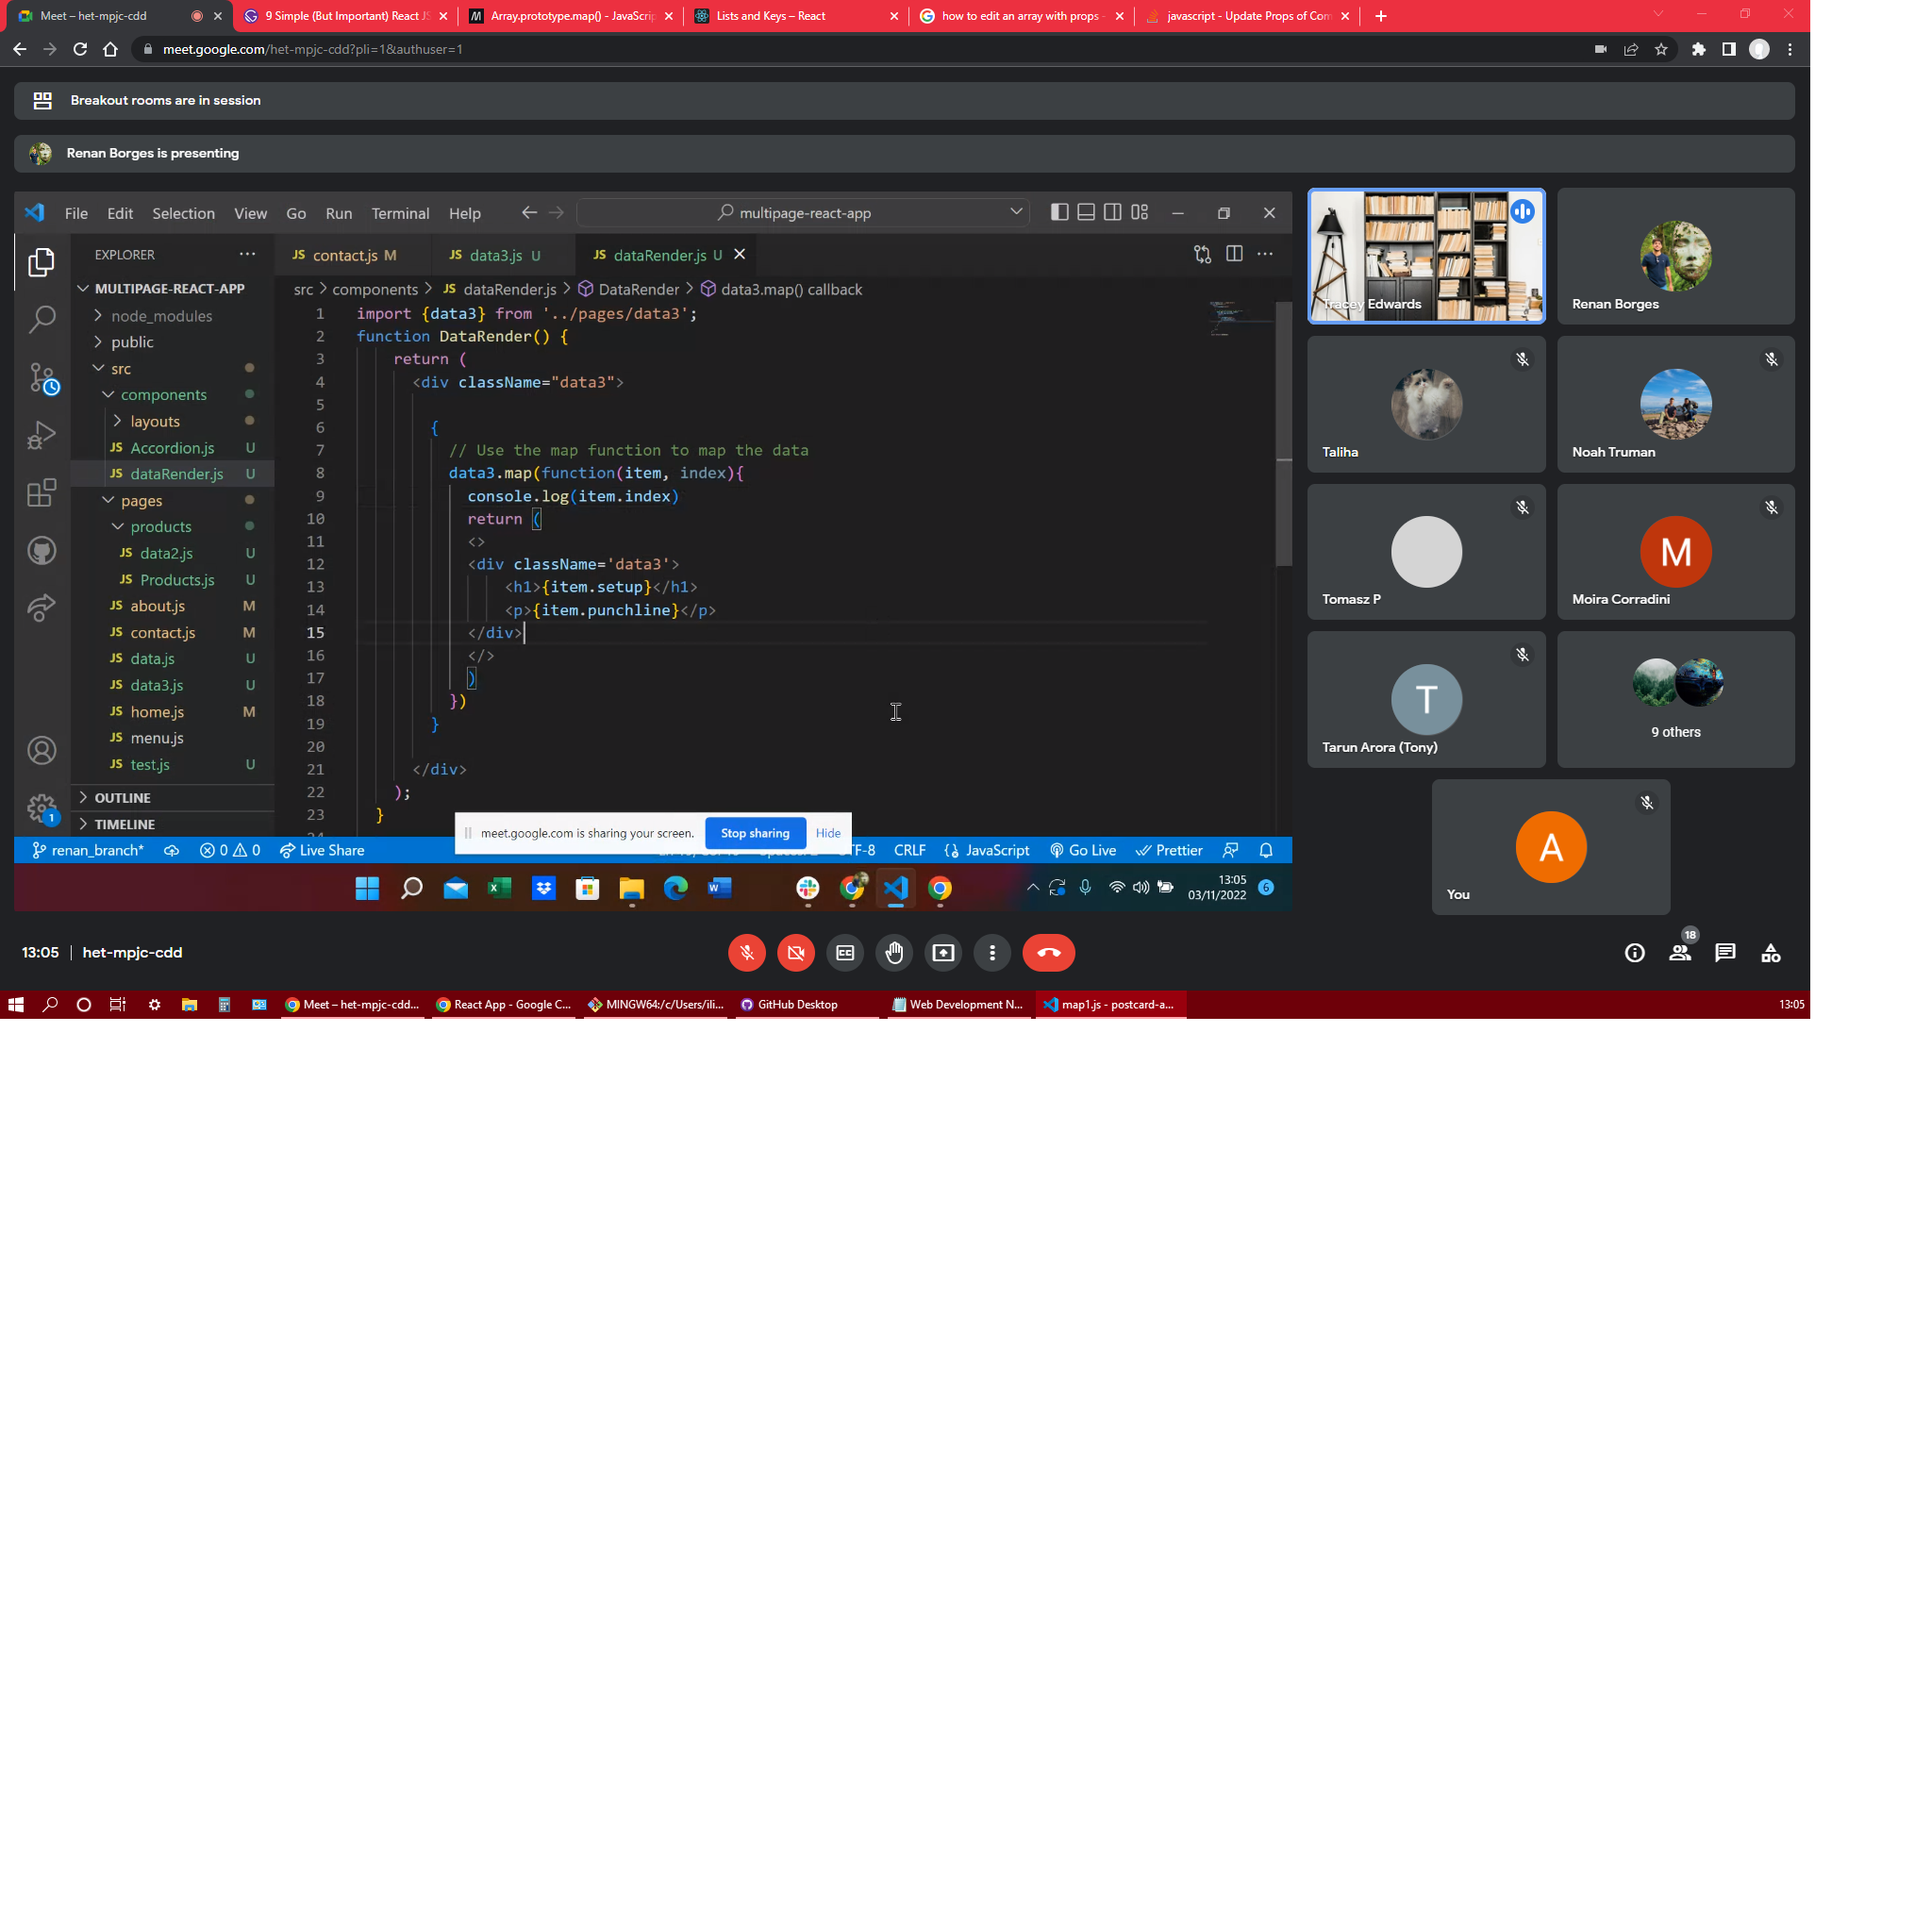 Meet – het-mpjc-cdd
9 Simple (But Important) React JS
Array.prototype.map() - JavaScrip
Lists and Keys – React
how to edit an array with props -
javascript - Update Props of Com
meet.google.com/het-mpjc-cdd?pli=1&authuser=1
Breakout rooms are in session
Renan Borges is presenting
File Edit Selection View Go Run Terminal Help
multipage-react-app
EXPLORER
JS contact.js M
JS data3.js U
JS dataRender.js U
MULTIPAGE-REACT-APP
src > components > JS dataRender.js > DataRender > data3.map() callback
node_modules
public
src
components
layouts
JS Accordion.js U
JS dataRender.js U
pages
products
JS data2.js U
JS Products.js U
JS about.js M
JS contact.js M
JS data.js U
JS data3.js U
JS home.js M
JS menu.js
JS test.js U
OUTLINE
TIMELINE
1 import {data3} from '../pages/data3';
2 function DataRender() {
3 return (
4 <div className="data3">
5
6 {
7 // Use the map function to map the data
8 data3.map(function(item, index){
9 console.log(item.index)
10 return (
11 <>
12 <div className='data3'>
13 <h1>{item.setup}</h1>
14 <p>{item.punchline}</p>
15 </div>
16 </>
17 )
18 })
19 }
20
21 </div>
22 );
23 }
meet.google.com is sharing your screen.
Stop sharing
Hide
renan_branch* 0 0 Live Share
TF-8 CRLF {} JavaScript Go Live Prettier
1
13:05
03/11/2022
6
Tracey Edwards
Renan Borges
Taliha
Noah Truman
Tomasz P
M
Moira Corradini
T
Tarun Arora (Tony)
9 others
A
You
13:05 | het-mpjc-cdd
CC
18
Meet – het-mpjc-cdd...
React App - Google C...
MINGW64:/c/Users/ili...
GitHub Desktop
Web Development N...
map1.js - postcard-a...
13:05